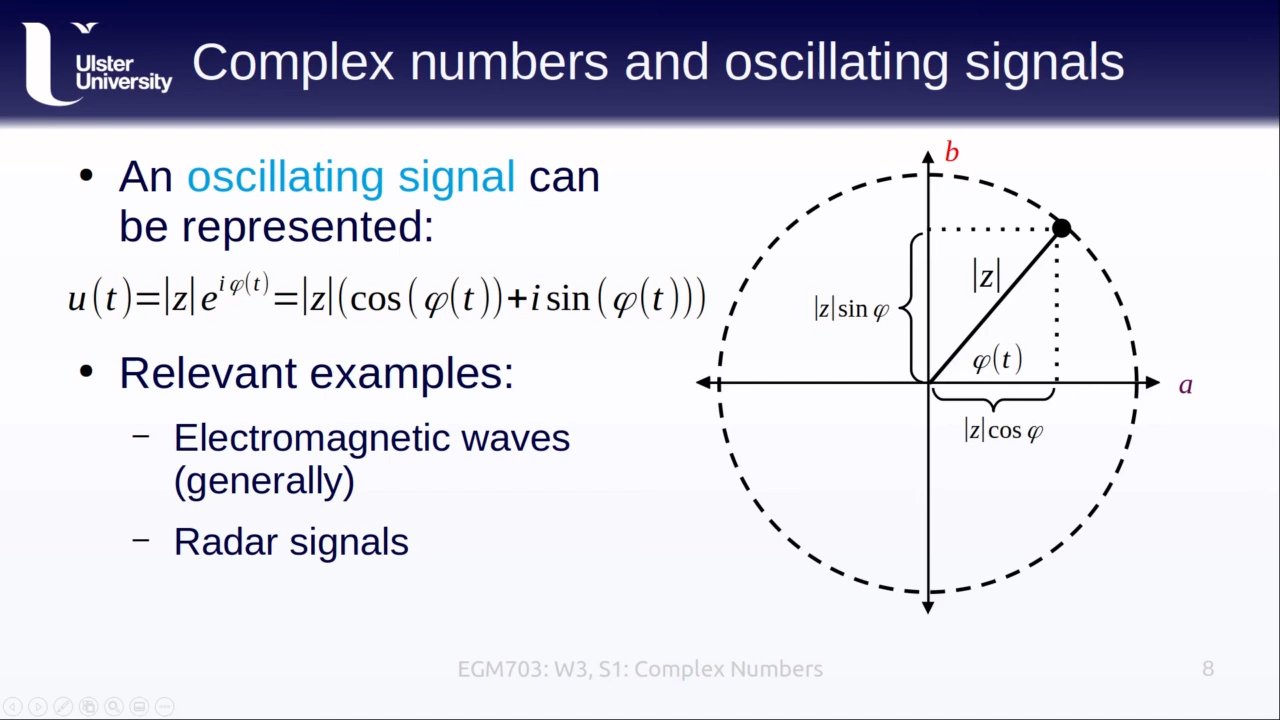 Ulster
University
Complex numbers and oscillating signals
• An oscillating signal can
be represented:
u(t)=|z|e^{iφ(t)}=|z|(cos(φ(t))+i sin(φ(t)))
• Relevant examples:
– Electromagnetic waves
(generally)
– Radar signals
b
|z|
|z|sin φ
φ(t)
a
|z|cos φ
EGM703: W3, S1: Complex Numbers
8